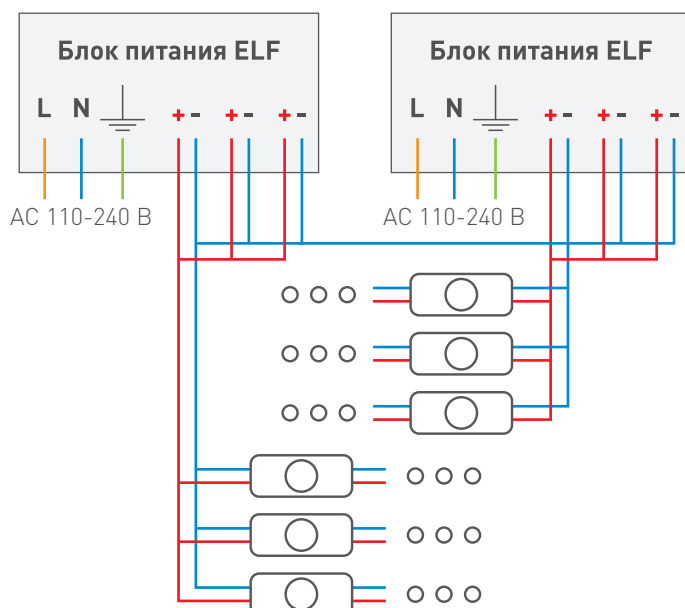 Блок питания ELF
L N + - + - + -
AC 110-240 В
Блок питания ELF
L N + - + - + -
AC 110-240 В